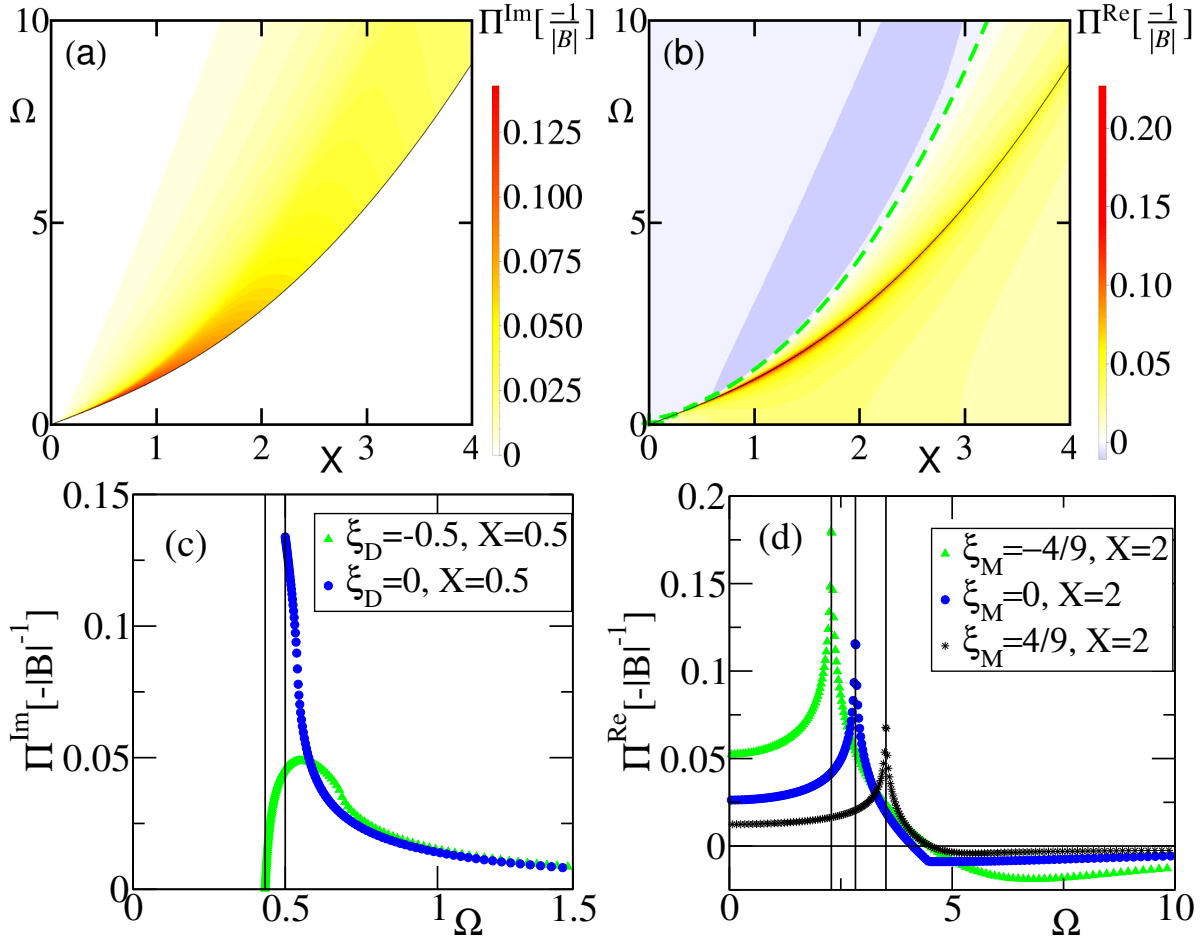 (a)
Π^Im[−1/|B|]
10
5
0
Ω
0 1 2 3 4
X
0.125
0.100
0.075
0.050
0.025
0
(b)
Π^Re[−1/|B|]
10
5
0
Ω
0 1 2 3 4
X
0.20
0.15
0.10
0.05
0
(c)
ξ_D=-0.5, X=0.5
ξ_D=0, X=0.5
Π^Im[-|B|^-1]
0.15
0.1
0.05
0
0 0.5 1 1.5
Ω
(d)
ξ_M=−4/9, X=2
ξ_M=0, X=2
ξ_M=4/9, X=2
Π^Re[-|B|^-1]
0.2
0.15
0.1
0.05
0
0 5 10
Ω